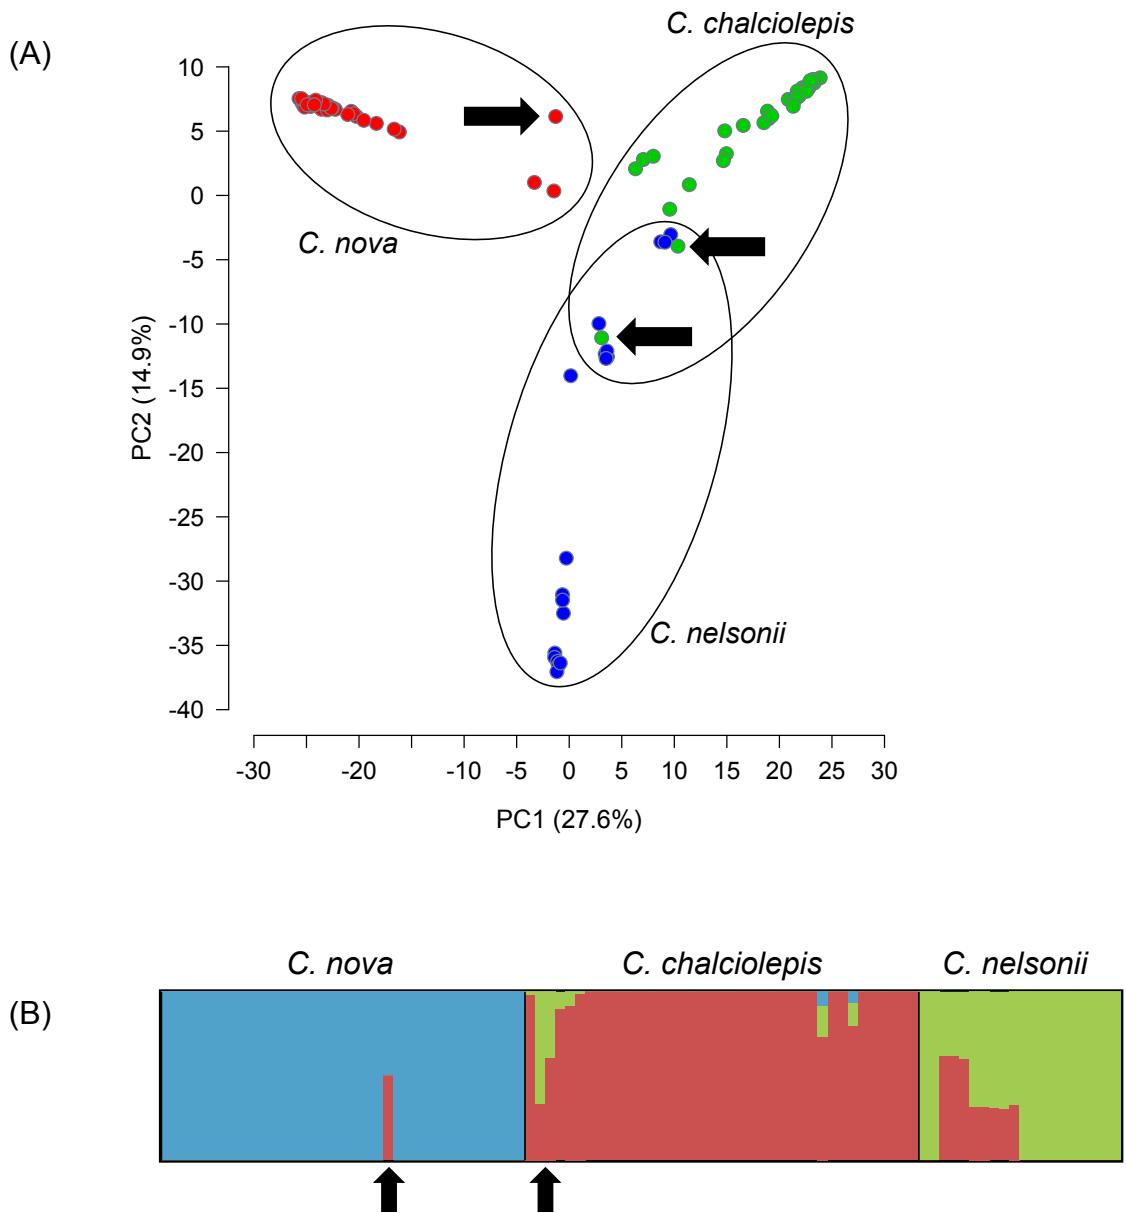 (A)
C. chalciolepis
C. nova
C. nelsonii
PC2 (14.9%)
10
5
0
-5
-10
-15
-20
-25
-30
-35
-40
-30 -20 -10 -5 0 5 10 15 20 25 30
PC1 (27.6%)
(B)
C. nova C. chalciolepis C. nelsonii